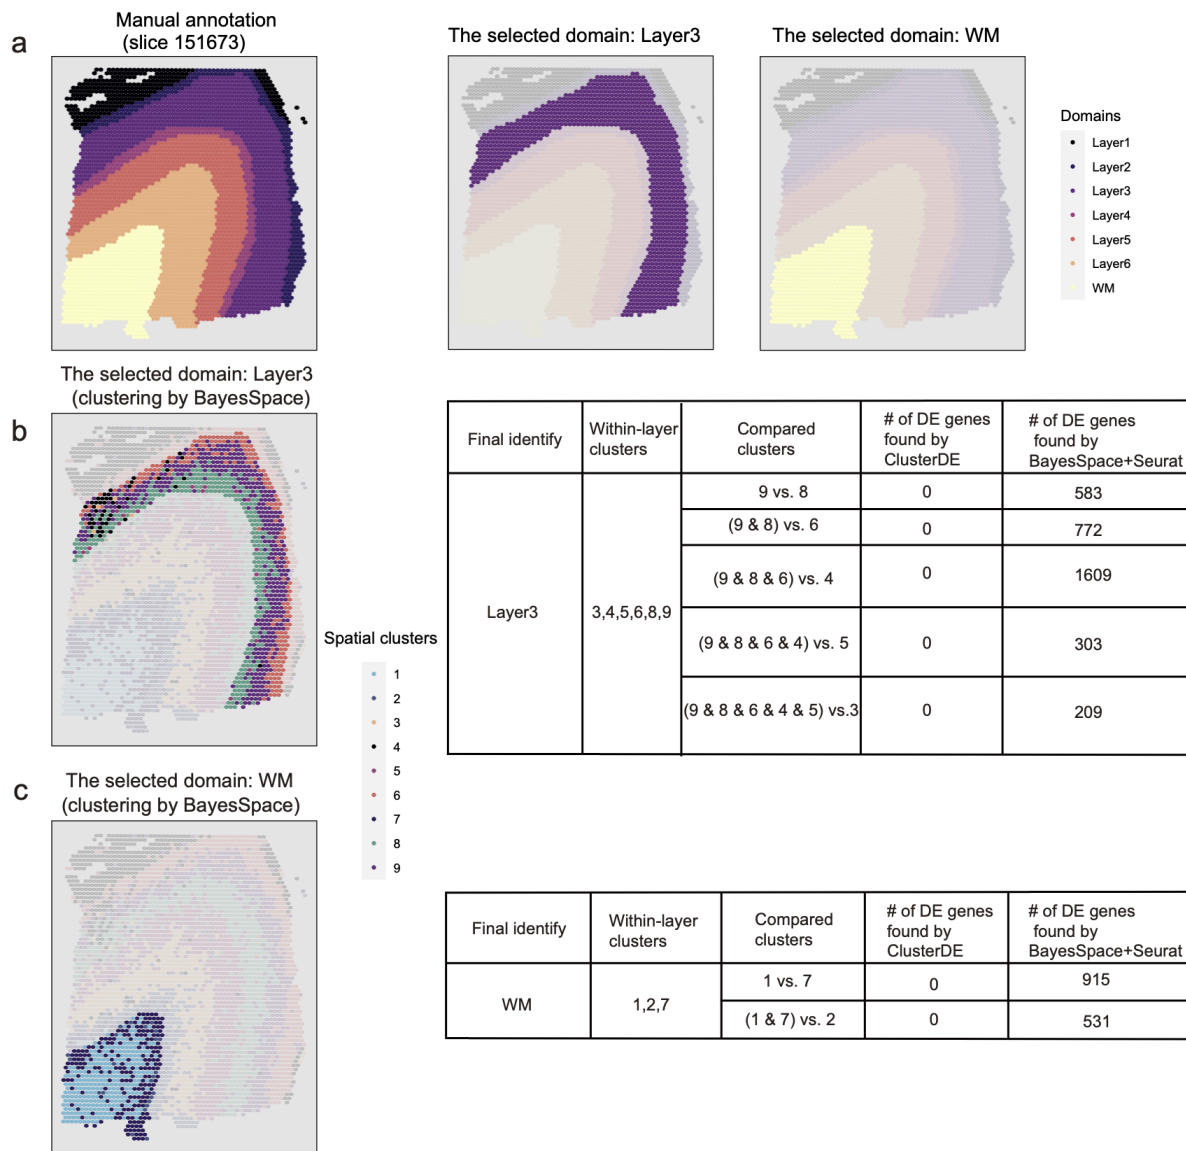 a
Manual annotation
(slice 151673)
The selected domain: Layer3
The selected domain: WM
Domains
Layer1
Layer2
Layer3
Layer4
Layer5
Layer6
WM
The selected domain: Layer3
(clustering by BayesSpace)
b
Spatial clusters
1
2
3
4
5
6
7
8
9
Final identify
Within-layer
clusters
Compared
clusters
# of DE genes
found by
ClusterDE
# of DE genes
found by
BayesSpace+Seurat
Layer3
3,4,5,6,8,9
9 vs. 8
0
583
(9 & 8) vs. 6
0
772
(9 & 8 & 6) vs. 4
0
1609
(9 & 8 & 6 & 4) vs. 5
0
303
(9 & 8 & 6 & 4 & 5) vs.3
0
209
c
The selected domain: WM
(clustering by BayesSpace)
Final identify
Within-layer
clusters
Compared
clusters
# of DE genes
found by
ClusterDE
# of DE genes
found by
BayesSpace+Seurat
WM
1,2,7
1 vs. 7
0
915
(1 & 7) vs. 2
0
531